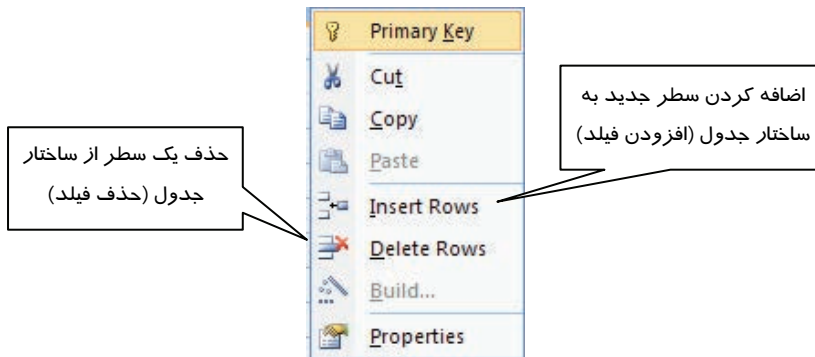 Primary Key
Cut
Copy
Paste
Insert Rows
Delete Rows
Build...
Properties
اضافه کردن سطر جدید به
ساختار جدول (افزودن فیلد)
حذف یک سطر از ساختار
جدول (حذف فیلد)